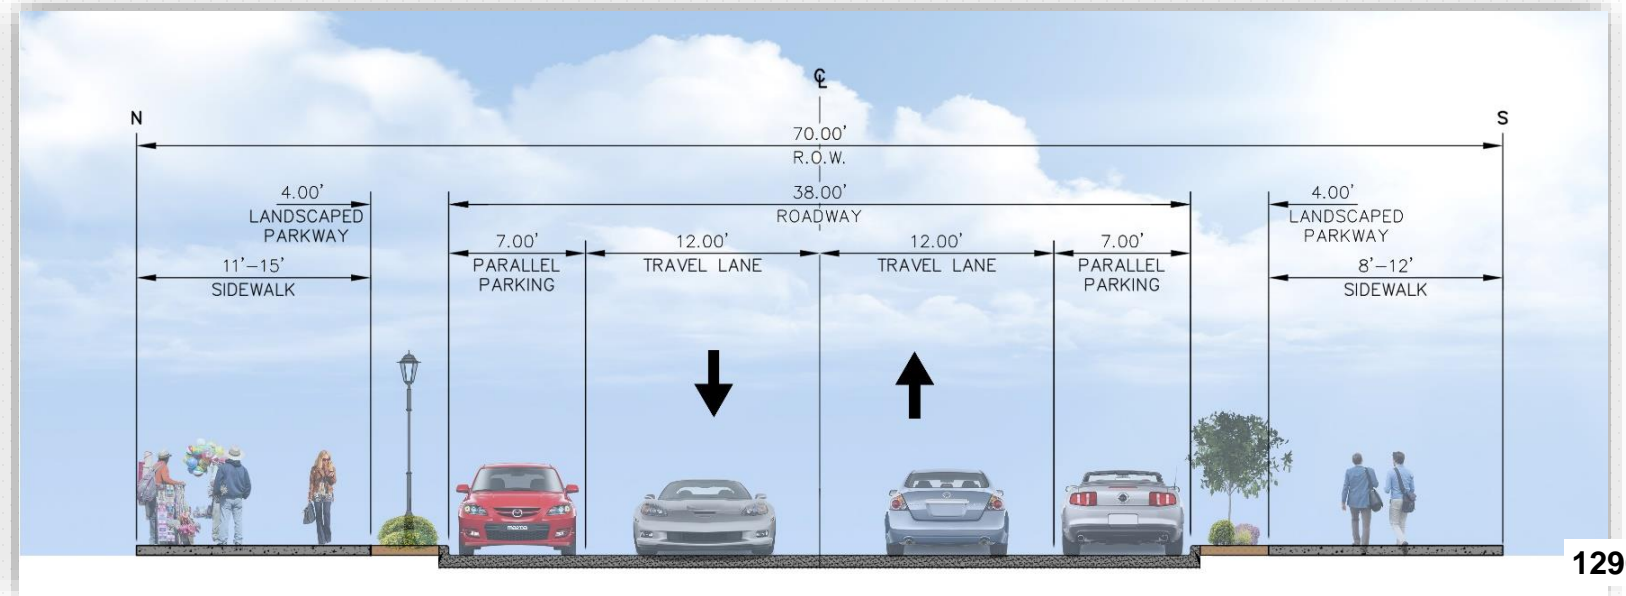 ℄
N
S
70.00'
R.O.W.
4.00'
LANDSCAPED
PARKWAY
38.00'
ROADWAY
4.00'
LANDSCAPED
PARKWAY
7.00'
PARALLEL
PARKING
12.00'
TRAVEL LANE
12.00'
TRAVEL LANE
7.00'
PARALLEL
PARKING
11'-15'
SIDEWALK
8'-12'
SIDEWALK
129